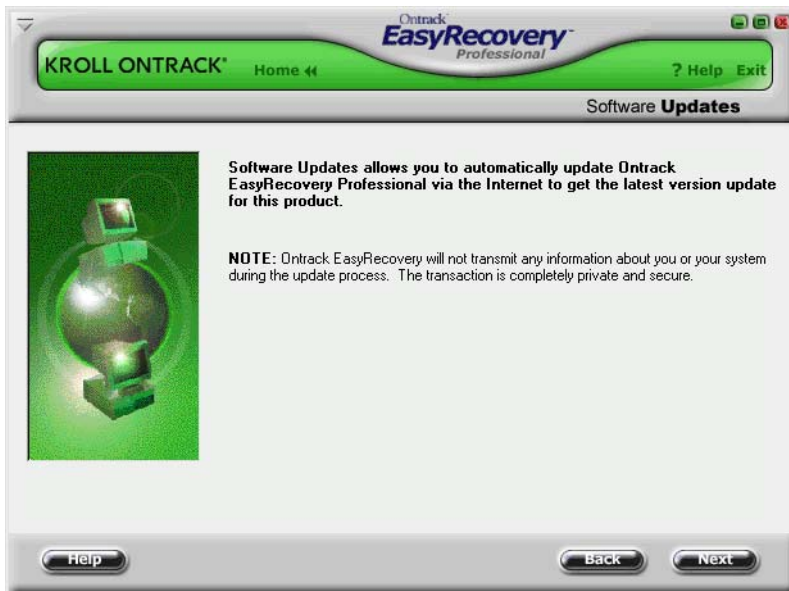 Ontrack®
EasyRecovery™
Professional
KROLL ONTRACK®
Home
? Help Exit
Software Updates
Software Updates allows you to automatically update Ontrack
EasyRecovery Professional via the Internet to get the latest version update
for this product.
NOTE: Ontrack EasyRecovery will not transmit any information about you or your system
during the update process. The transaction is completely private and secure.
Help
Back
Next